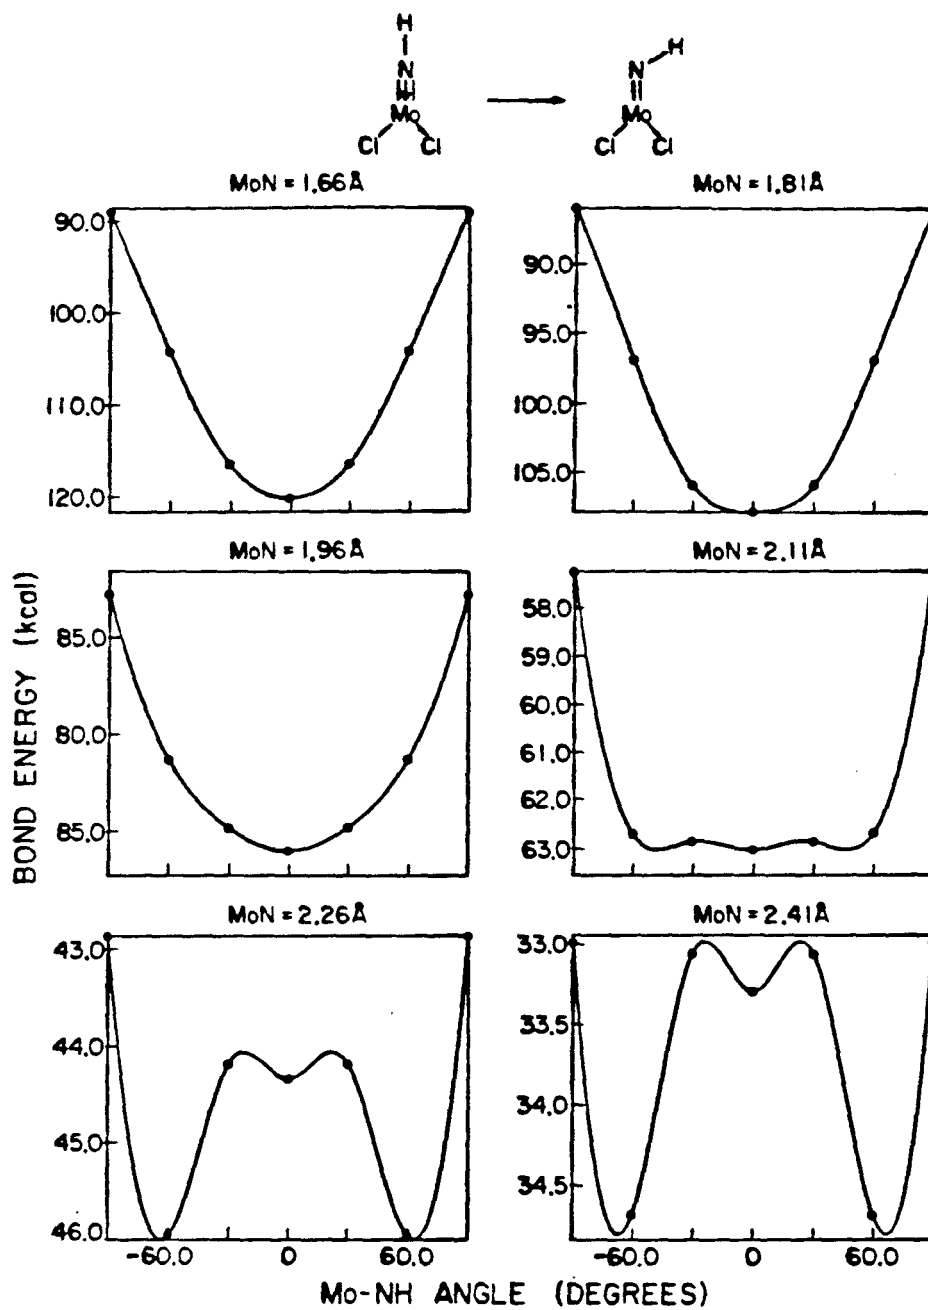 H
N
Mo
Cl Cl
N H
Mo
Cl Cl
MoN = 1.66Å
90.0
100.0
110.0
120.0
MoN = 1.81Å
90.0
95.0
100.0
105.0
MoN = 1.96Å
85.0
80.0
85.0
MoN = 2.11Å
58.0
59.0
60.0
61.0
62.0
63.0
MoN = 2.26Å
43.0
44.0
45.0
46.0
-60.0 0 60.0
MoN = 2.41Å
33.0
33.5
34.0
34.5
-60.0 0 60.0
BOND ENERGY (kcal)
Mo-NH ANGLE (DEGREES)